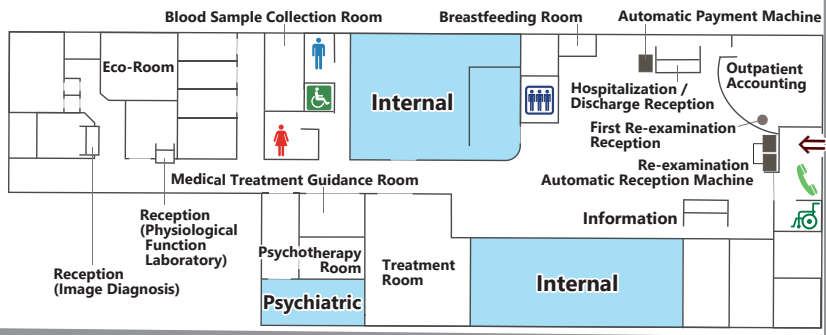 Blood Sample Collection Room
Breastfeeding Room
Automatic Payment Machine
Eco-Room
Internal
Outpatient
Accounting
Hospitalization /
Discharge Reception
First Re-examination
Reception
Re-examination
Automatic Reception Machine
Medical Treatment Guidance Room
Information
Reception
(Physiological
Function
Laboratory)
Psychotherapy
Room
Treatment
Room
Reception
(Image Diagnosis)
Psychiatric
Internal